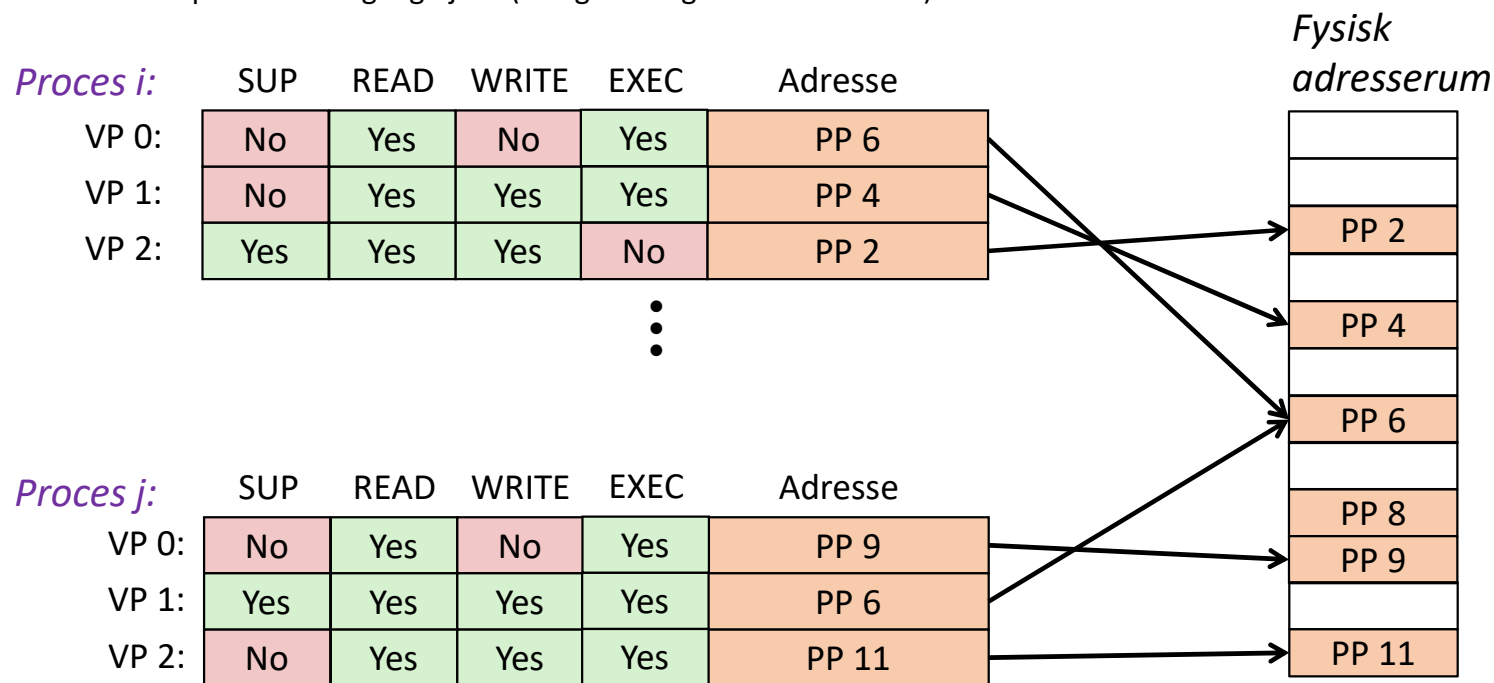 Fysisk
adresserum
Proces i: SUP READ WRITE EXEC Adresse
VP 0: No Yes No Yes PP 6
VP 1: No Yes Yes Yes PP 4
VP 2: Yes Yes Yes No PP 2
PP 2
PP 4
PP 6
PP 8
PP 9
PP 11
Proces j: SUP READ WRITE EXEC Adresse
VP 0: No Yes No Yes PP 9
VP 1: Yes Yes Yes Yes PP 6
VP 2: No Yes Yes Yes PP 11